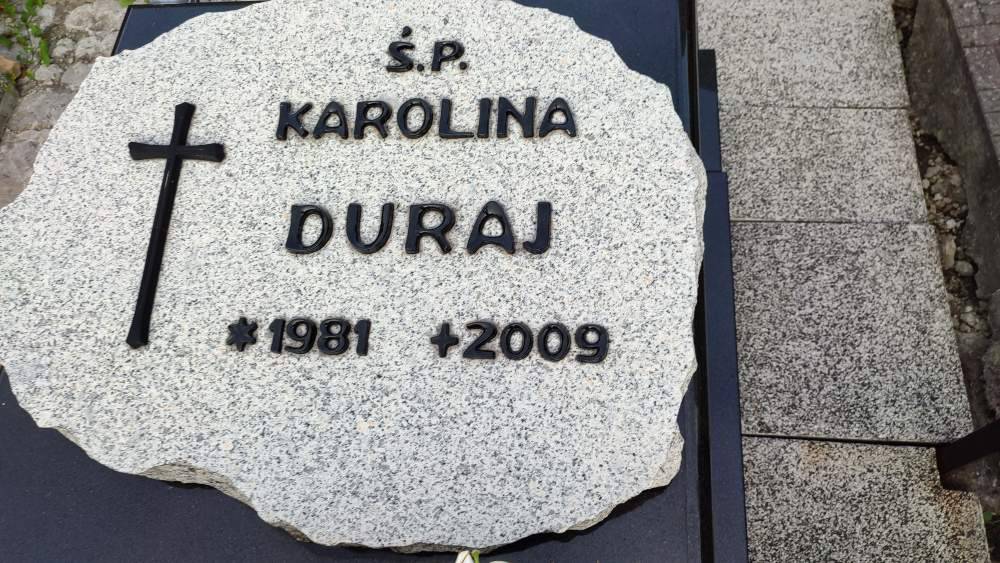 Ś.P.
KAROLINA
DURAJ
*1981 +2009